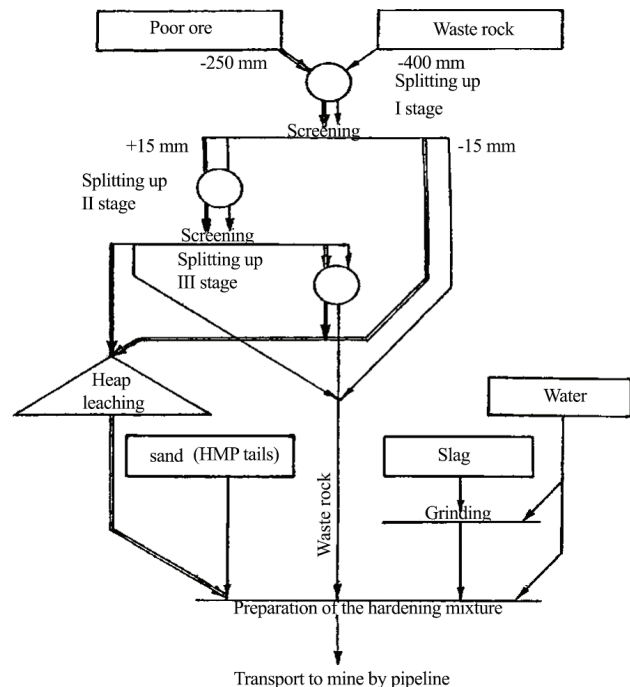 Poor ore
Waste rock
-250 mm
-400 mm
Splitting up
I stage
Screening
+15 mm
-15 mm
Splitting up
II stage
Screening
Splitting up
III stage
Heap
leaching
Water
sand (HMP tails)
Slag
Waste rock
Grinding
Preparation of the hardening mixture
Transport to mine by pipeline